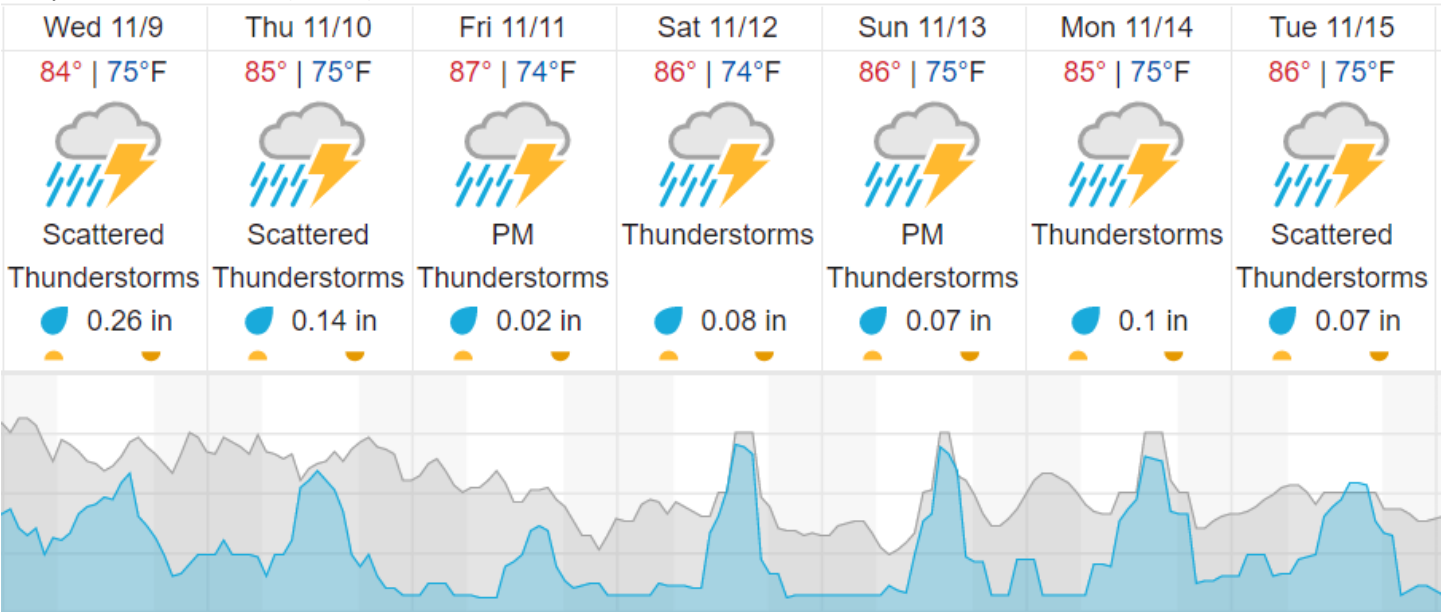 Wed 11/9 Thu 11/10 Fri 11/11 Sat 11/12 Sun 11/13 Mon 11/14 Tue 11/15
84° | 75°F 85° | 75°F 87° | 74°F 86° | 74°F 86° | 75°F 85° | 75°F 86° | 75°F
Scattered Scattered PM Thunderstorms PM Thunderstorms Scattered
Thunderstorms Thunderstorms Thunderstorms Thunderstorms Thunderstorms
0.26 in 0.14 in 0.02 in 0.08 in 0.07 in 0.1 in 0.07 in